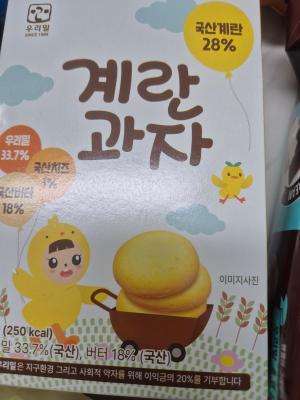 우리밀
SINCE 1989
국산계란
28%
계란
과자
우리밀
33.7%
국산치즈
1%
국산버터
18%
이미지사진
(250 kcal)
밀 33.7%(국산), 버터 18%(국산)
리밀은 지구환경 그리고 사회적 약자를 위해 이익금의 20%를 기부합니다